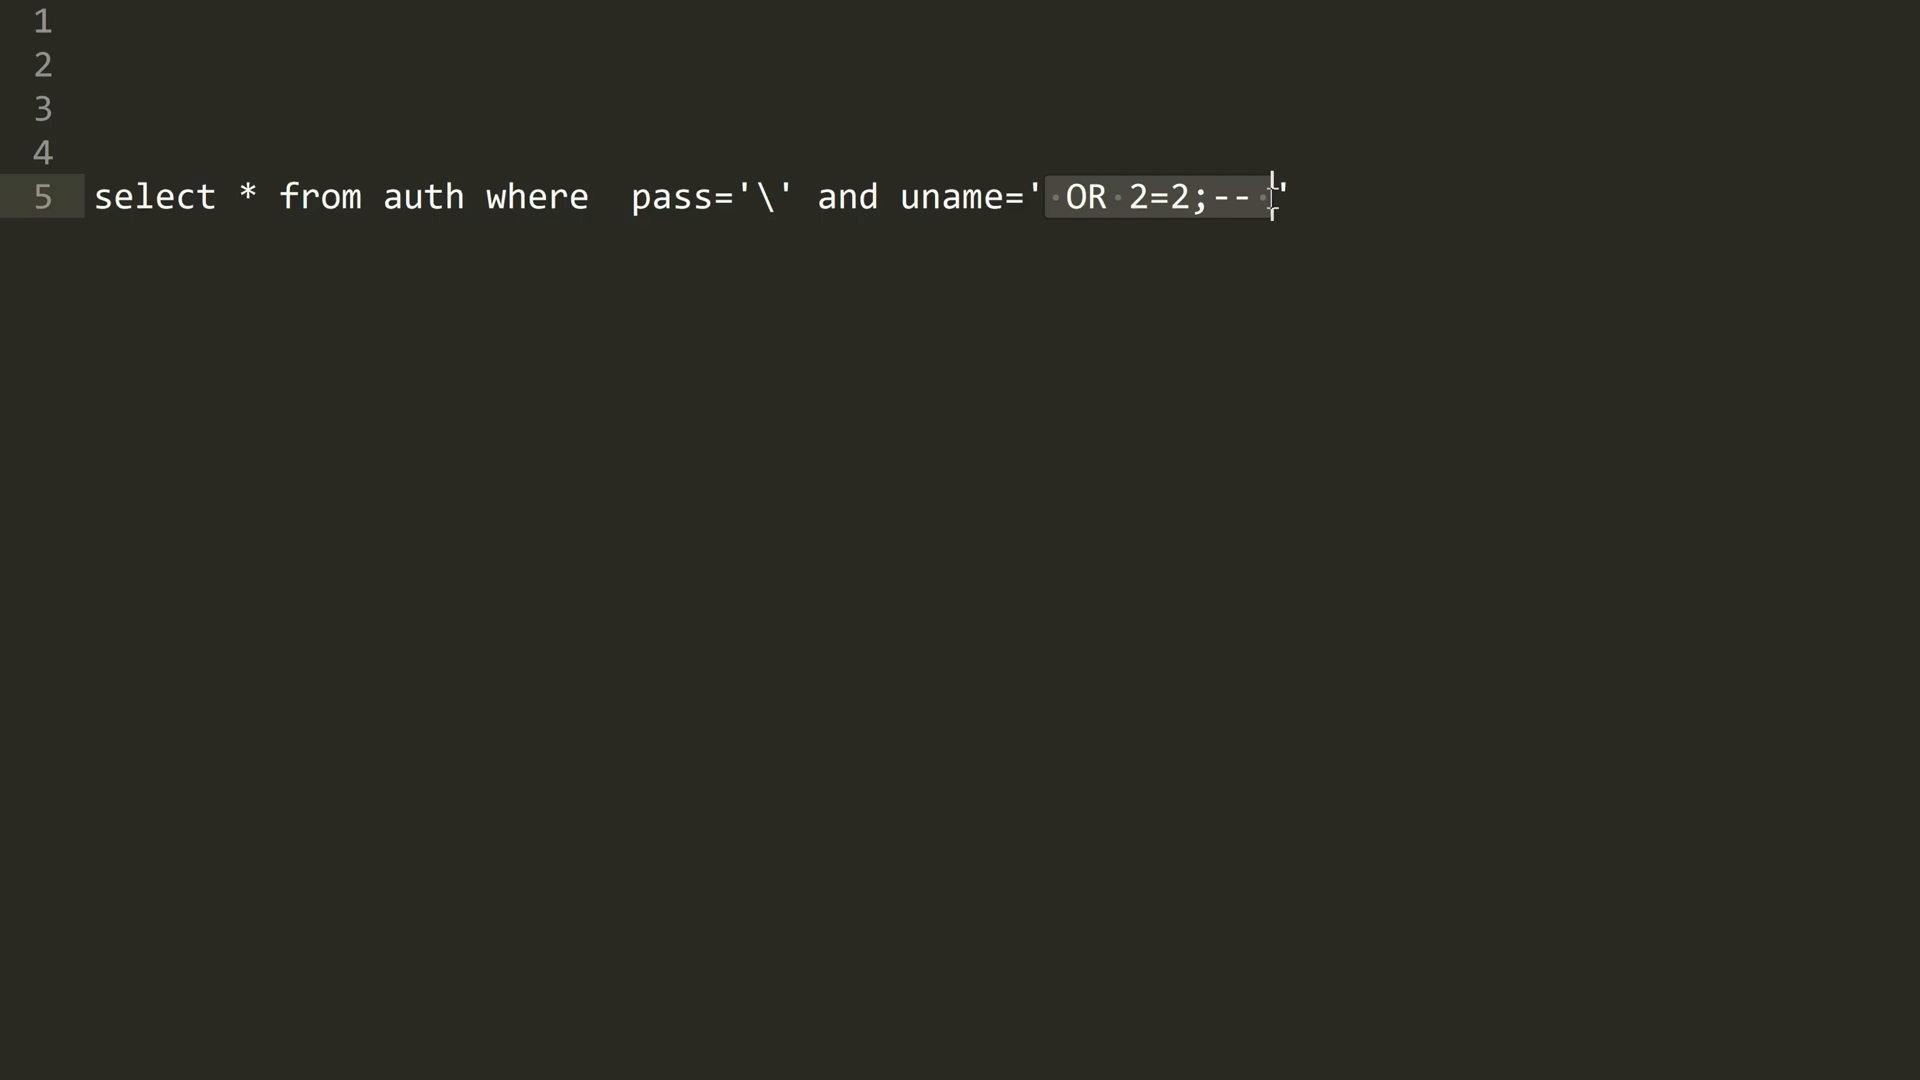 1
2
3
4
5 select * from auth where  pass='\' and uname=' OR 2=2;-- '